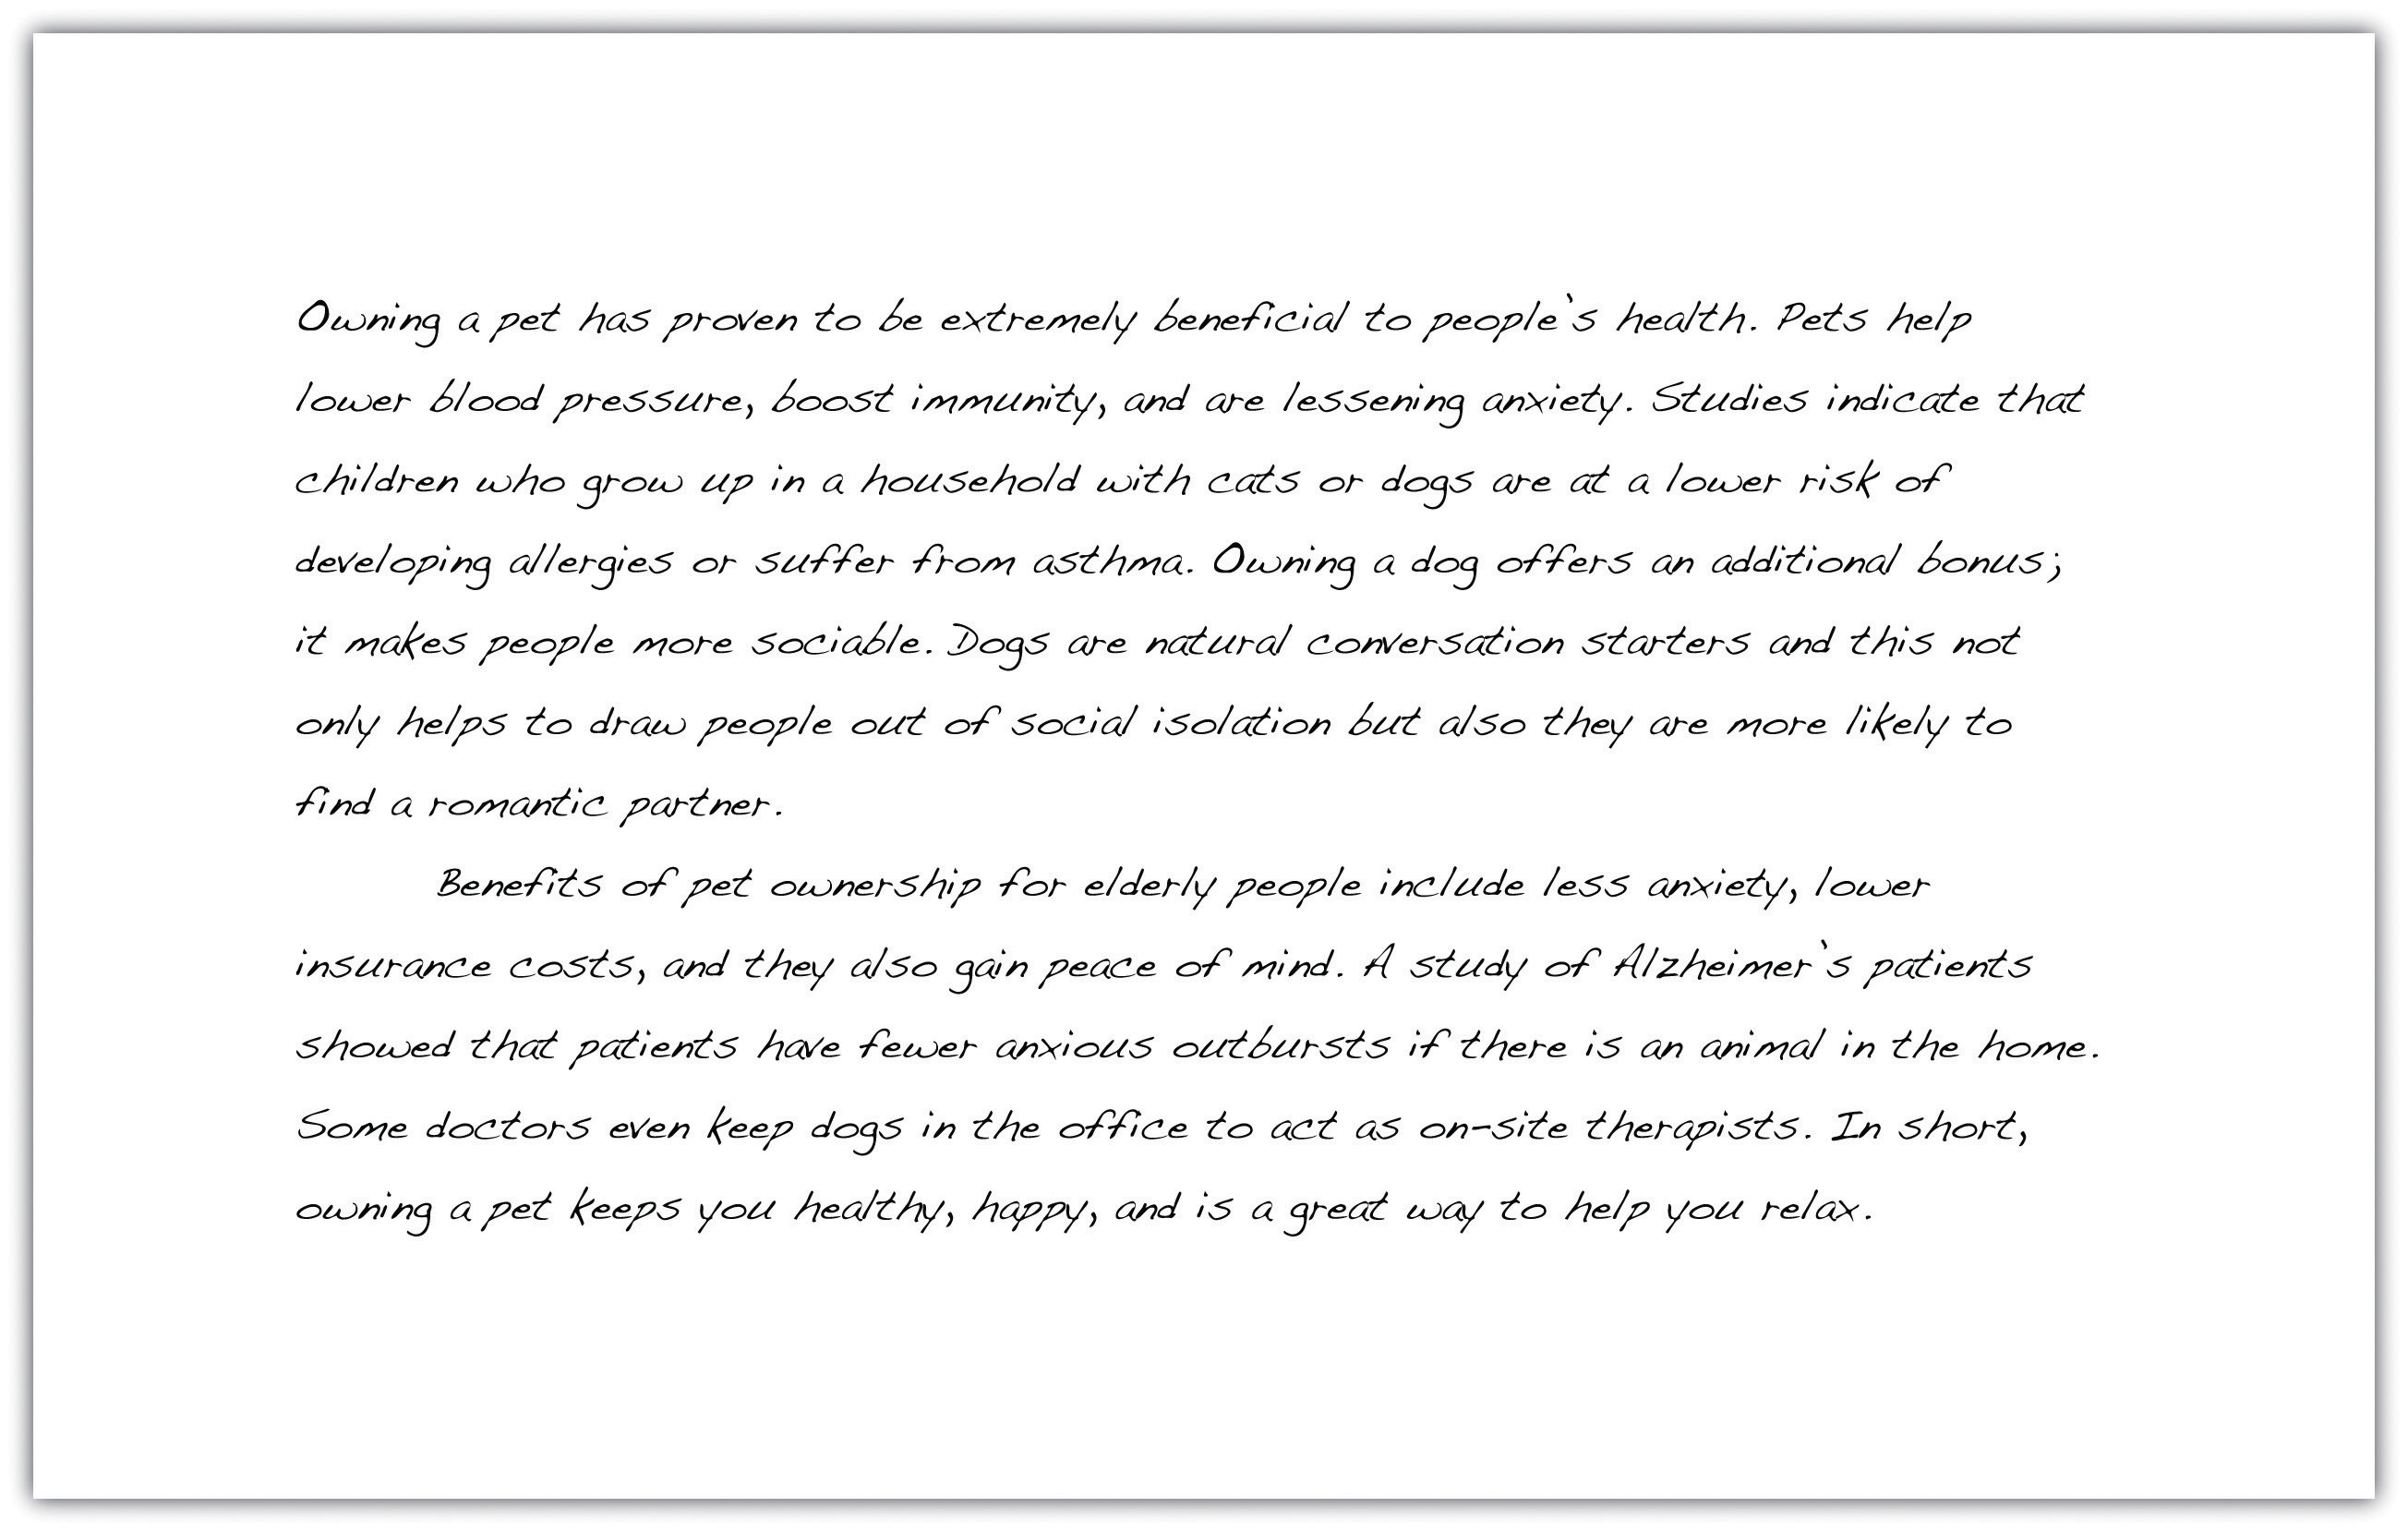 Owning a pet has proven to be extremely beneficial to people's health. Pets help
lower blood pressure, boost immunity, and are lessening anxiety. Studies indicate that
children who grow up in a household with cats or dogs are at a lower risk of
developing allergies or suffer from asthma. Owning a dog offers an additional bonus;
it makes people more sociable. Dogs are natural conversation starters and this not
only helps to draw people out of social isolation but also they are more likely to
find a romantic partner.
Benefits of pet ownership for elderly people include less anxiety, lower
insurance costs, and they also gain peace of mind. A study of Alzheimer's patients
showed that patients have fewer anxious outbursts if there is an animal in the home.
Some doctors even keep dogs in the office to act as on-site therapists. In short,
owning a pet keeps you healthy, happy, and is a great way to help you relax.